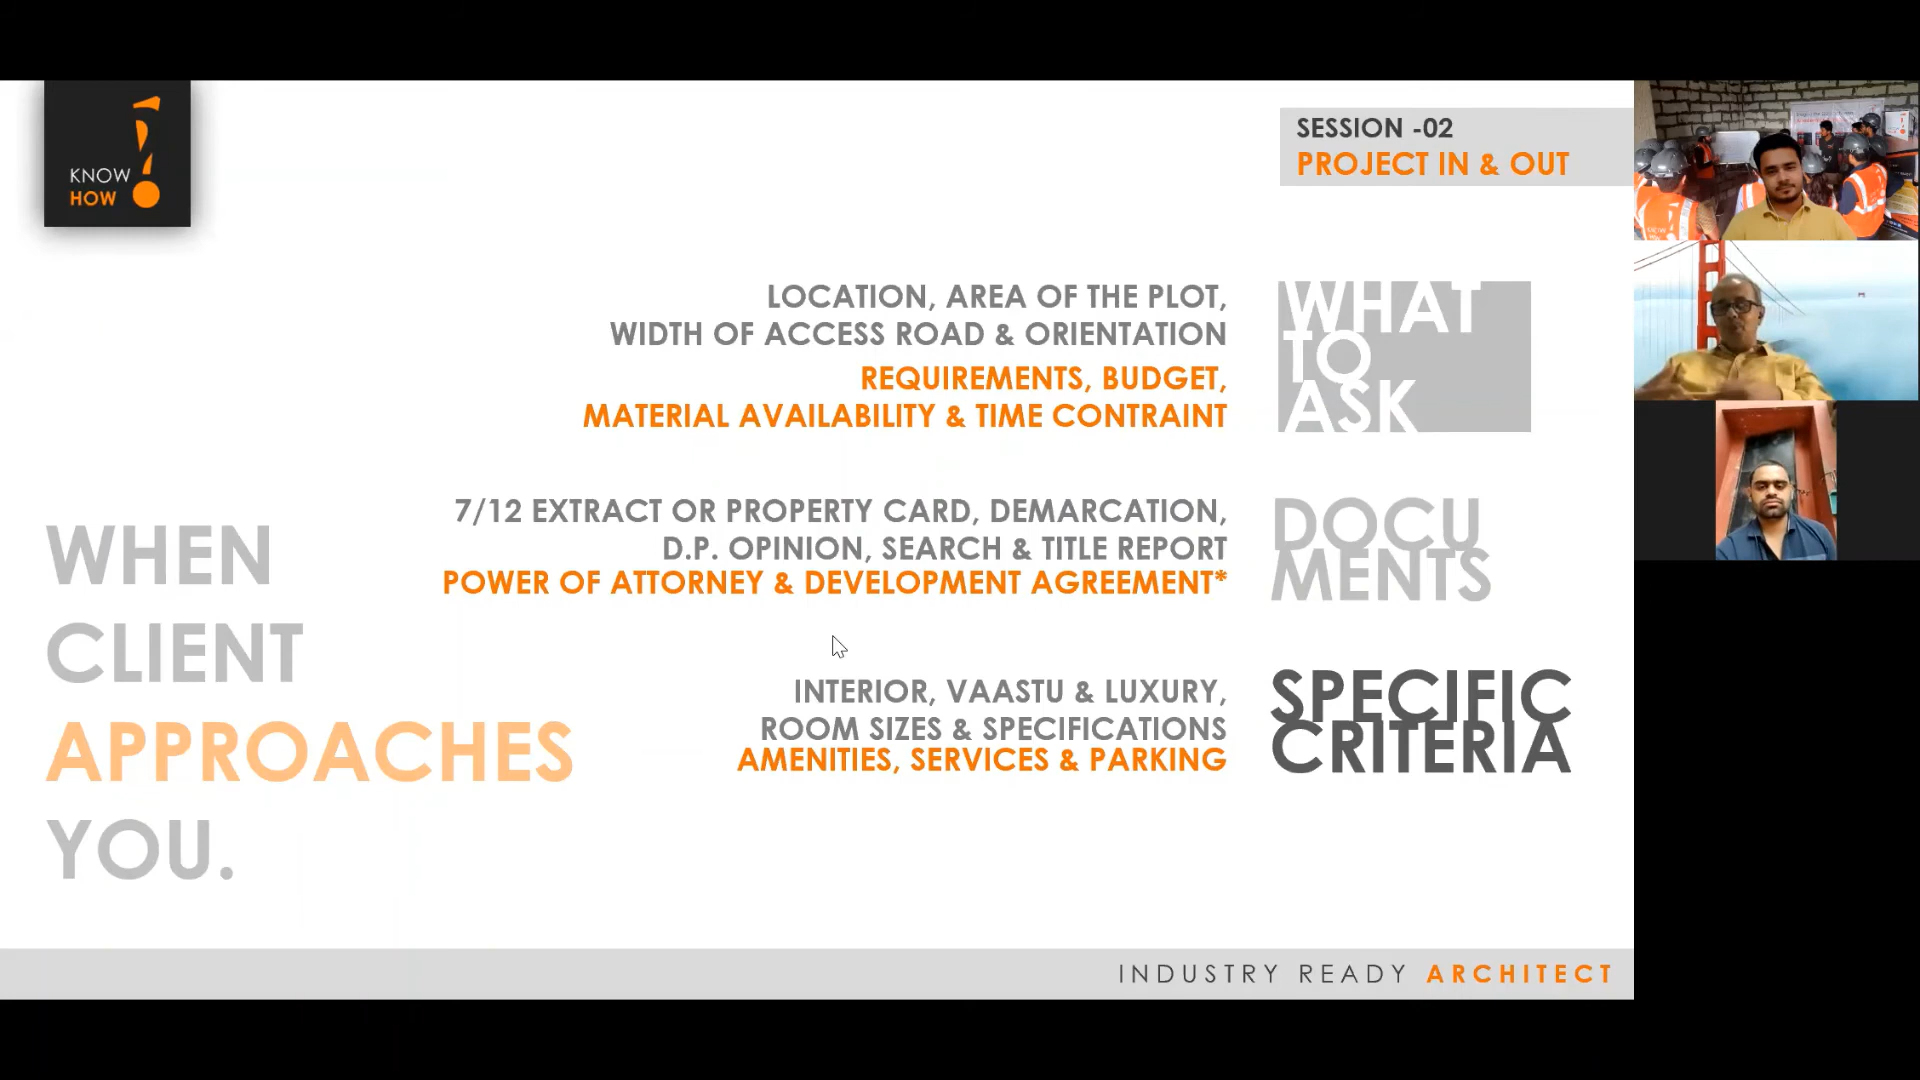 KNOW
HOW
SESSION -02
PROJECT IN & OUT
LOCATION, AREA OF THE PLOT,
WIDTH OF ACCESS ROAD & ORIENTATION
REQUIREMENTS, BUDGET,
MATERIAL AVAILABILITY & TIME CONTRAINT
WHAT
TO
ASK
7/12 EXTRACT OR PROPERTY CARD, DEMARCATION,
D.P. OPINION, SEARCH & TITLE REPORT
POWER OF ATTORNEY & DEVELOPMENT AGREEMENT*
DOCU
MENTS
INTERIOR, VAASTU & LUXURY,
ROOM SIZES & SPECIFICATIONS
AMENITIES, SERVICES & PARKING
SPECIFIC
CRITERIA
WHEN
CLIENT
APPROACHES
YOU.
INDUSTRY READY ARCHITECT